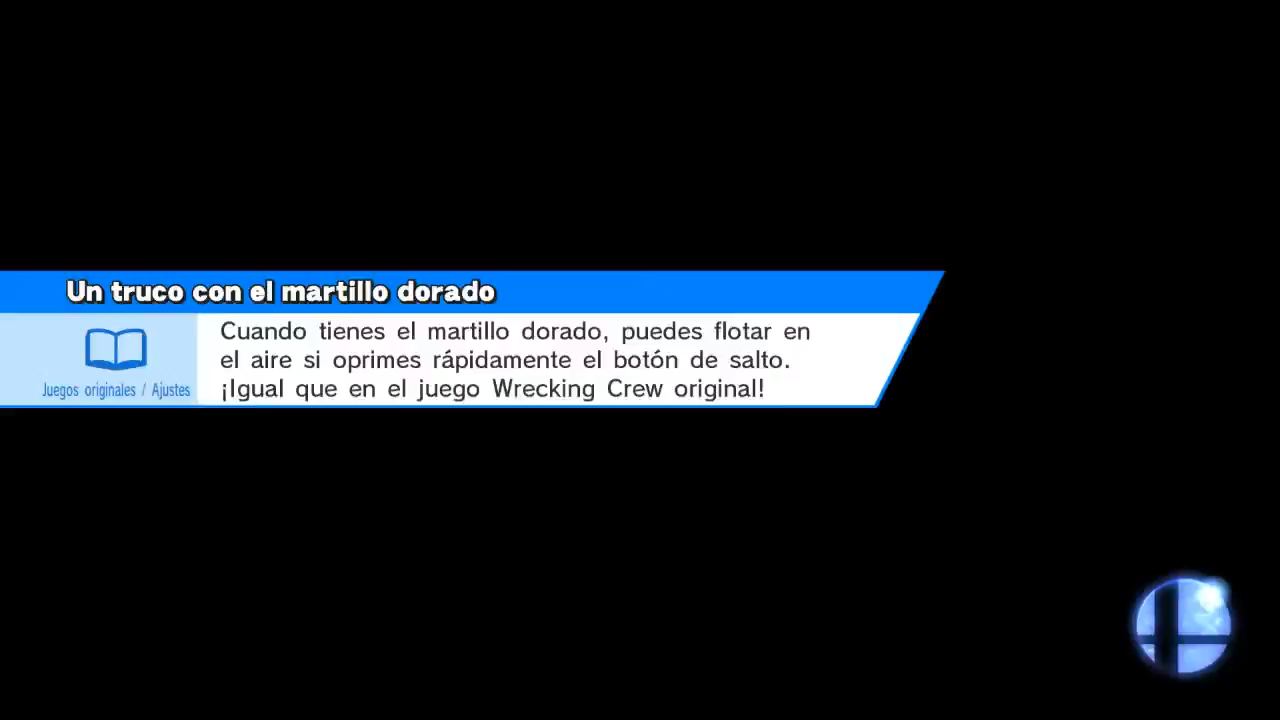 Un truco con el martillo dorado
Cuando tienes el martillo dorado, puedes flotar en
el aire si oprimes rápidamente el botón de salto.
¡Igual que en el juego Wrecking Crew original!
Juegos originales / Ajustes